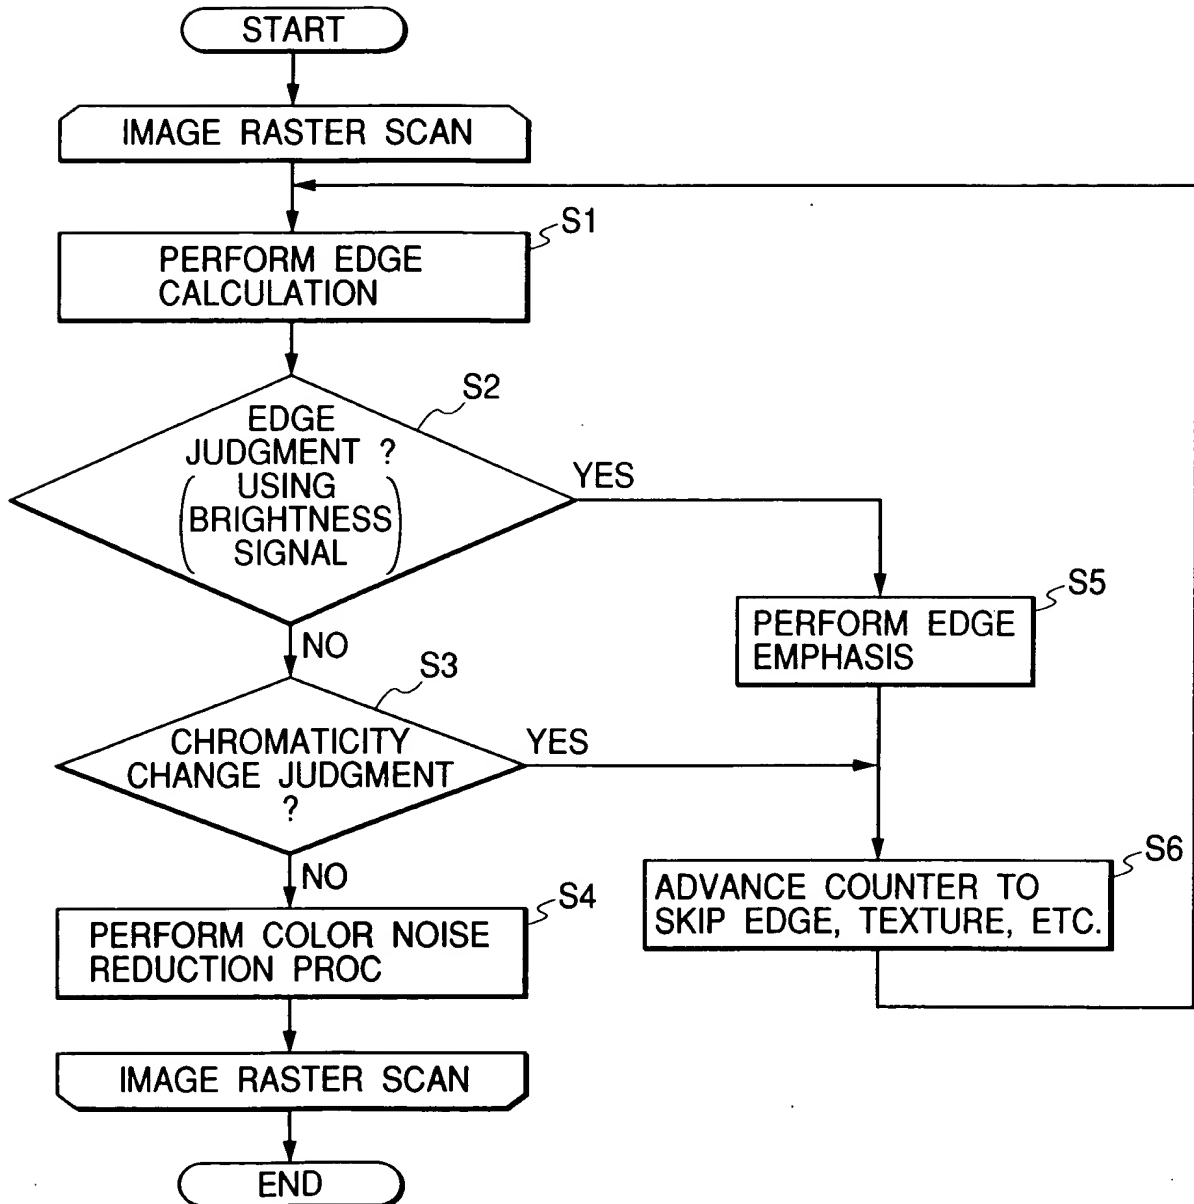 START
IMAGE RASTER SCAN
S1
PERFORM EDGE
CALCULATION
S2
EDGE
JUDGMENT ?
USING
BRIGHTNESS
SIGNAL
YES
NO
S5
PERFORM EDGE
EMPHASIS
S3
CHROMATICITY
CHANGE JUDGMENT
?
YES
NO
S6
ADVANCE COUNTER TO
SKIP EDGE, TEXTURE, ETC.
S4
PERFORM COLOR NOISE
REDUCTION PROC
IMAGE RASTER SCAN
END